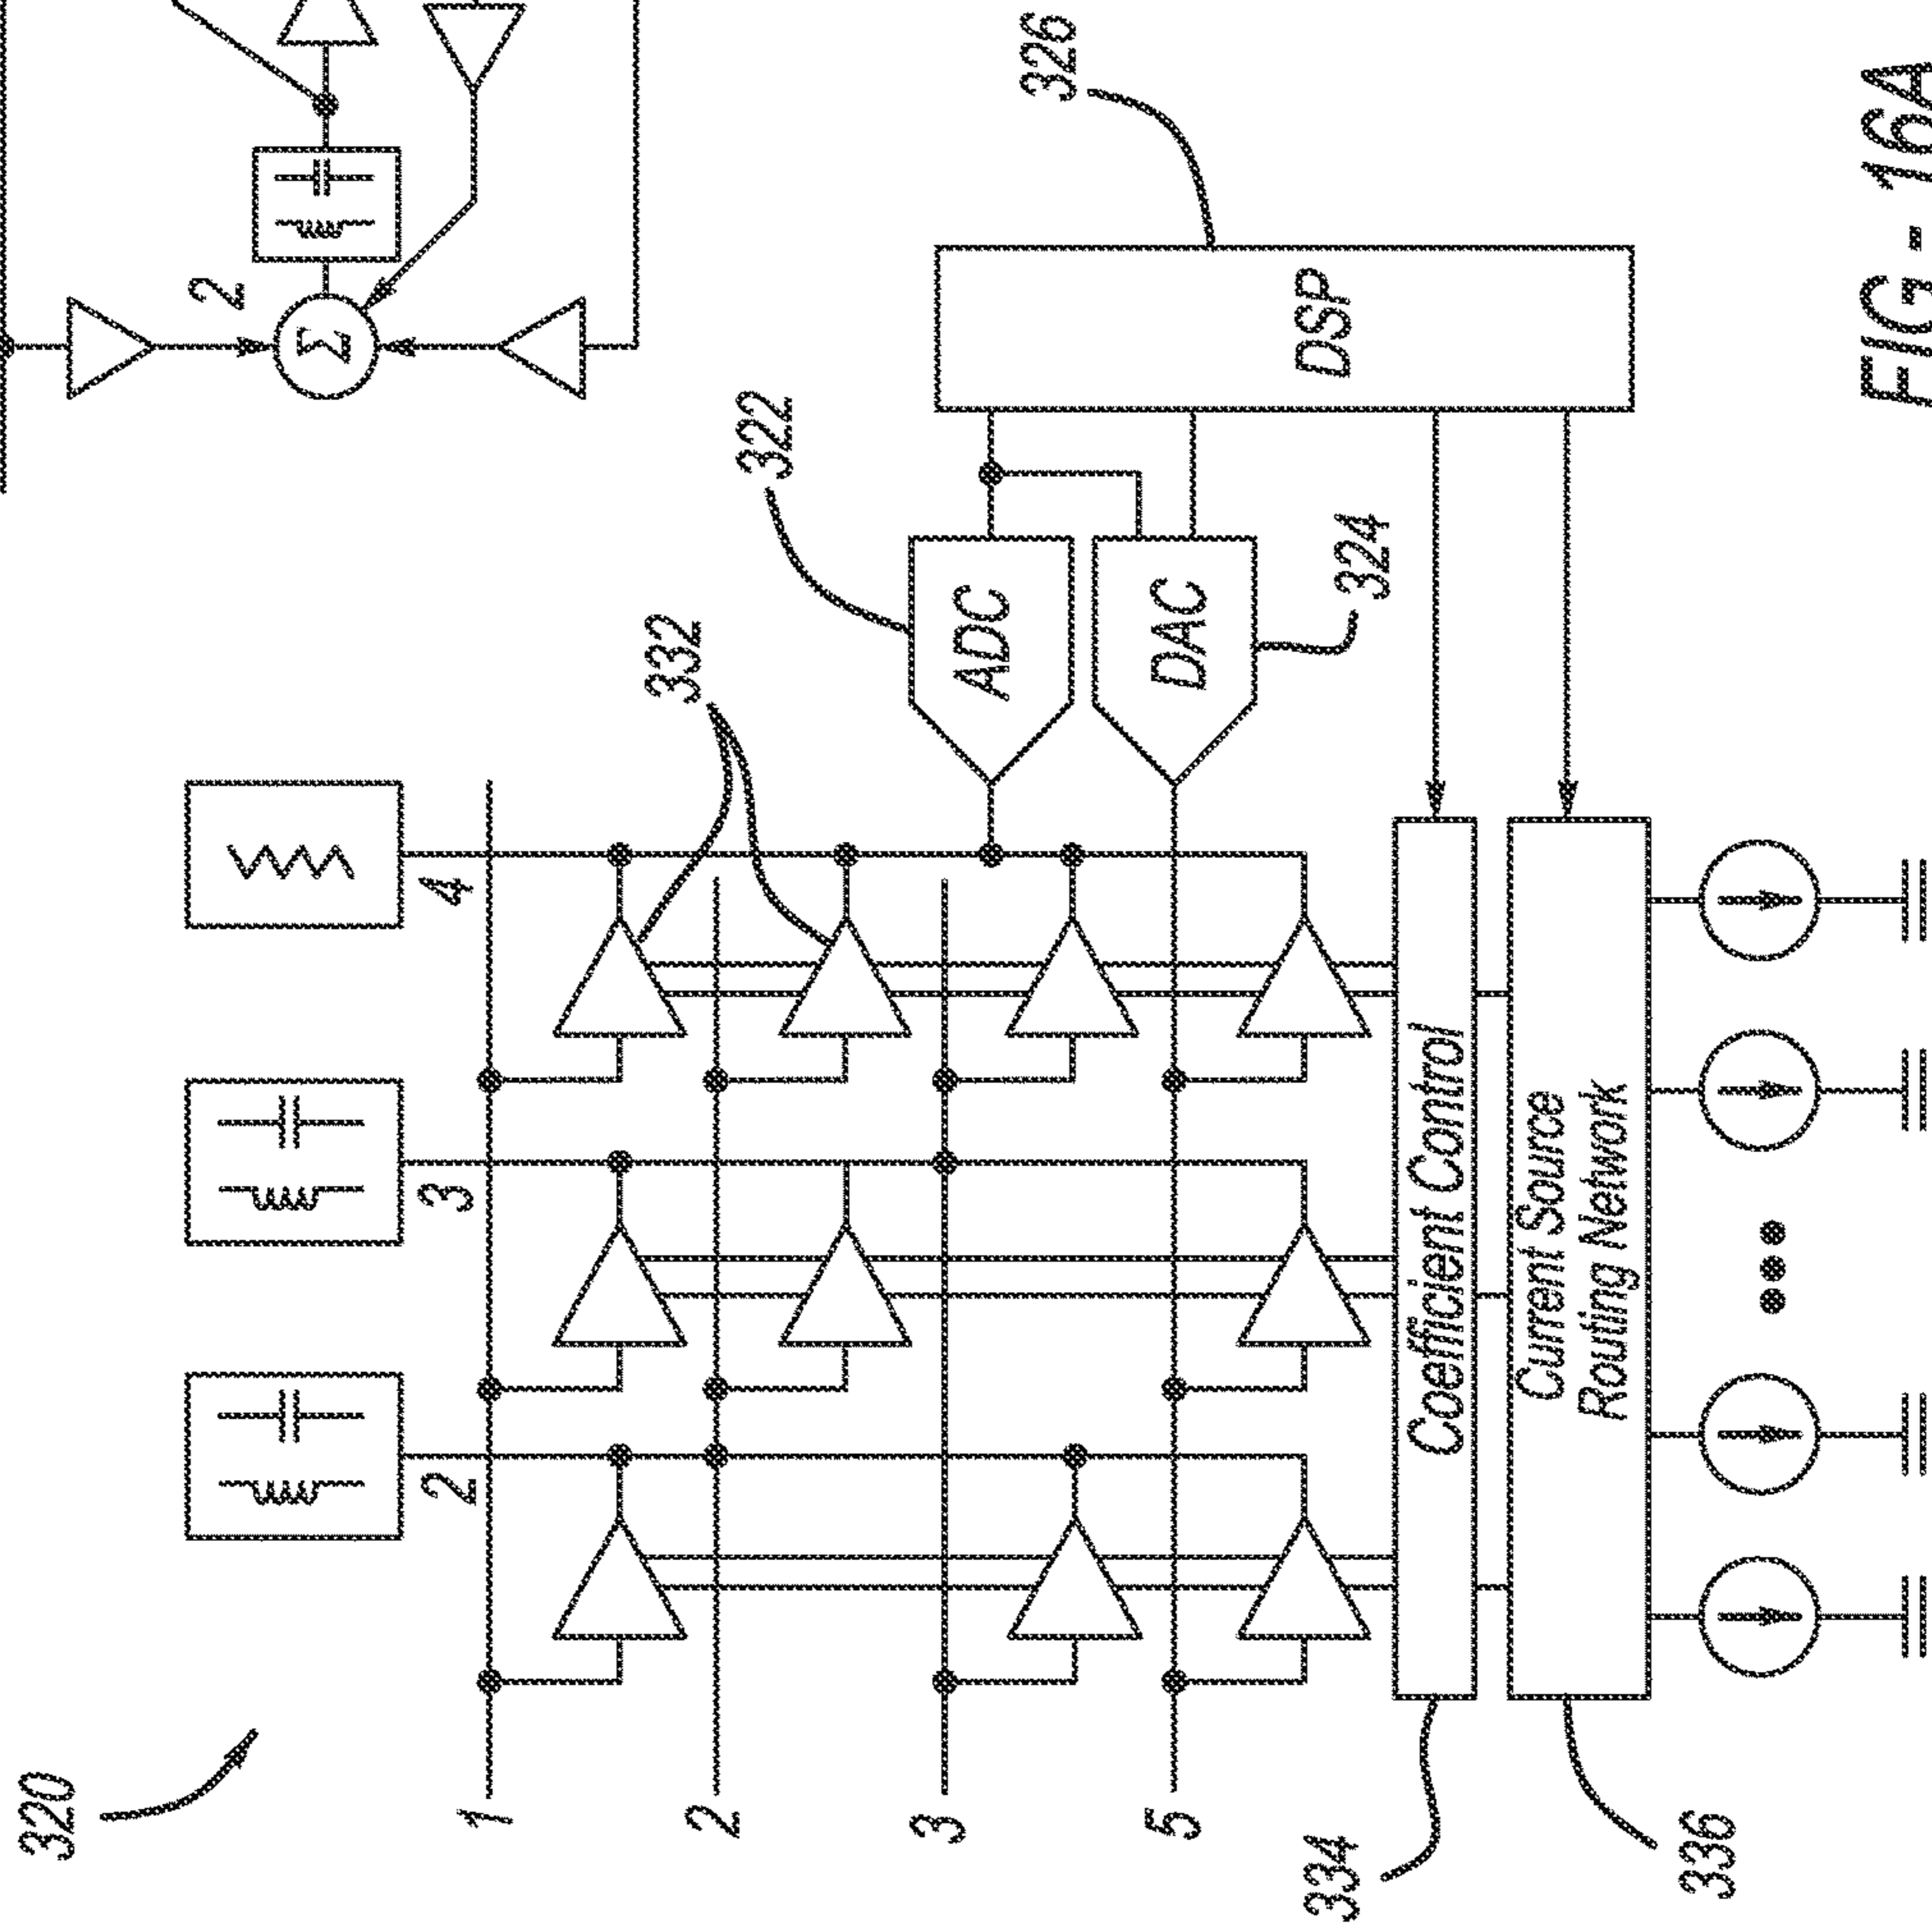 320
1
2
3
5
334
336
2
3
4
332
322
ADC
324
DAC
326
DSP
2
Σ
Coefficient Control
Current Source
Routing Network
FIG - 16A